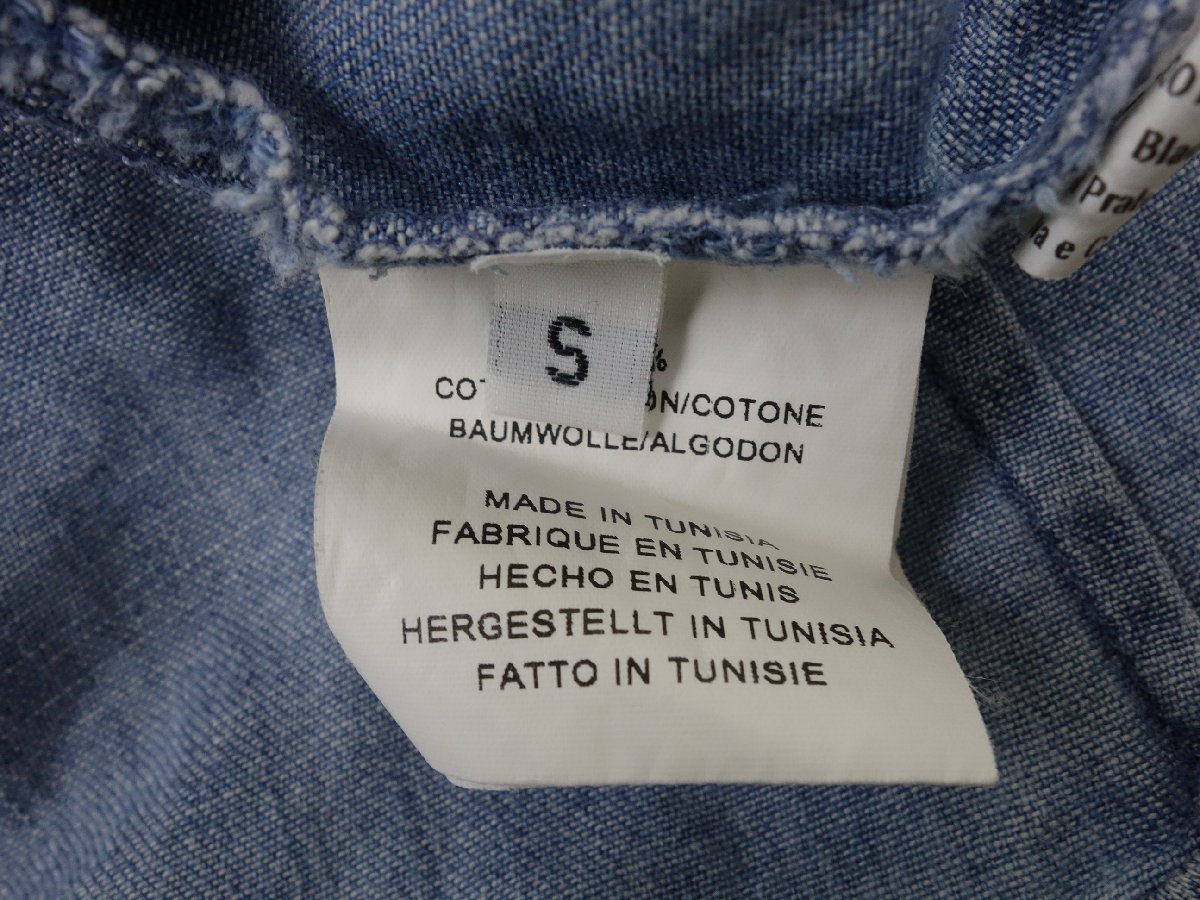 S
%
BAUMWOLLE/ALGODON
MADE IN TUNISIA
FABRIQUE EN TUNISIE
HECHO EN TUNIS
HERGESTELLT IN TUNISIA
FATTO IN TUNISIE